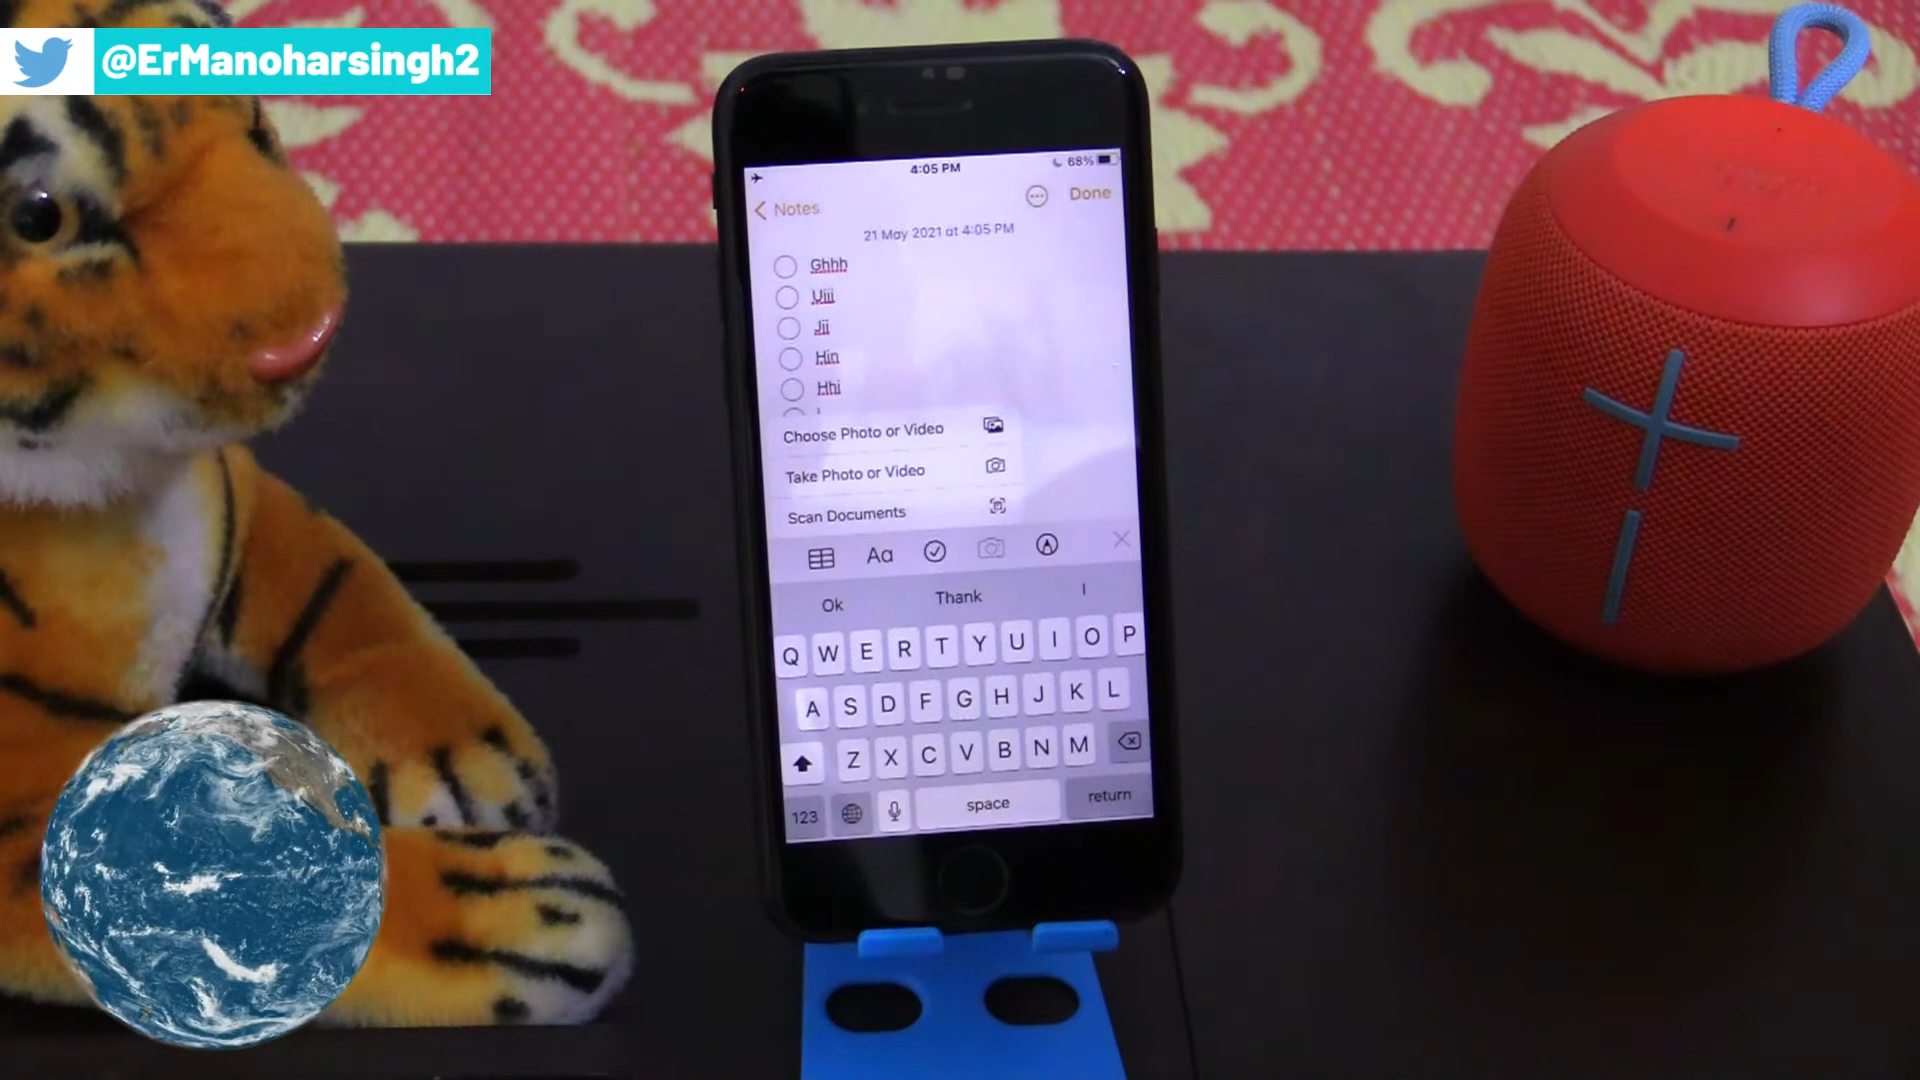 @ErManoharsingh2
4:05 PM
68%
Notes
Done
21 May 2021 at 4:05 PM
Ghhh
Uiii
Jii
Hin
Hhi
Choose Photo or Video
Take Photo or Video
Scan Documents
Aa
Ok Thank I
Q W E R T Y U I O P
A S D F G H J K L
Z X C V B N M
123 space return